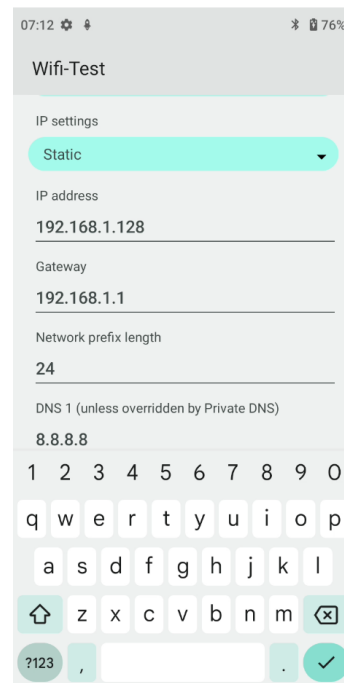 07:12 76%
Wifi-Test
IP settings
Static
IP address
192.168.1.128
Gateway
192.168.1.1
Network prefix length
24
DNS 1 (unless overridden by Private DNS)
8.8.8.8
1 2 3 4 5 6 7 8 9 0
q w e r t y u i o p
a s d f g h j k l
z x c v b n m
?123 , .